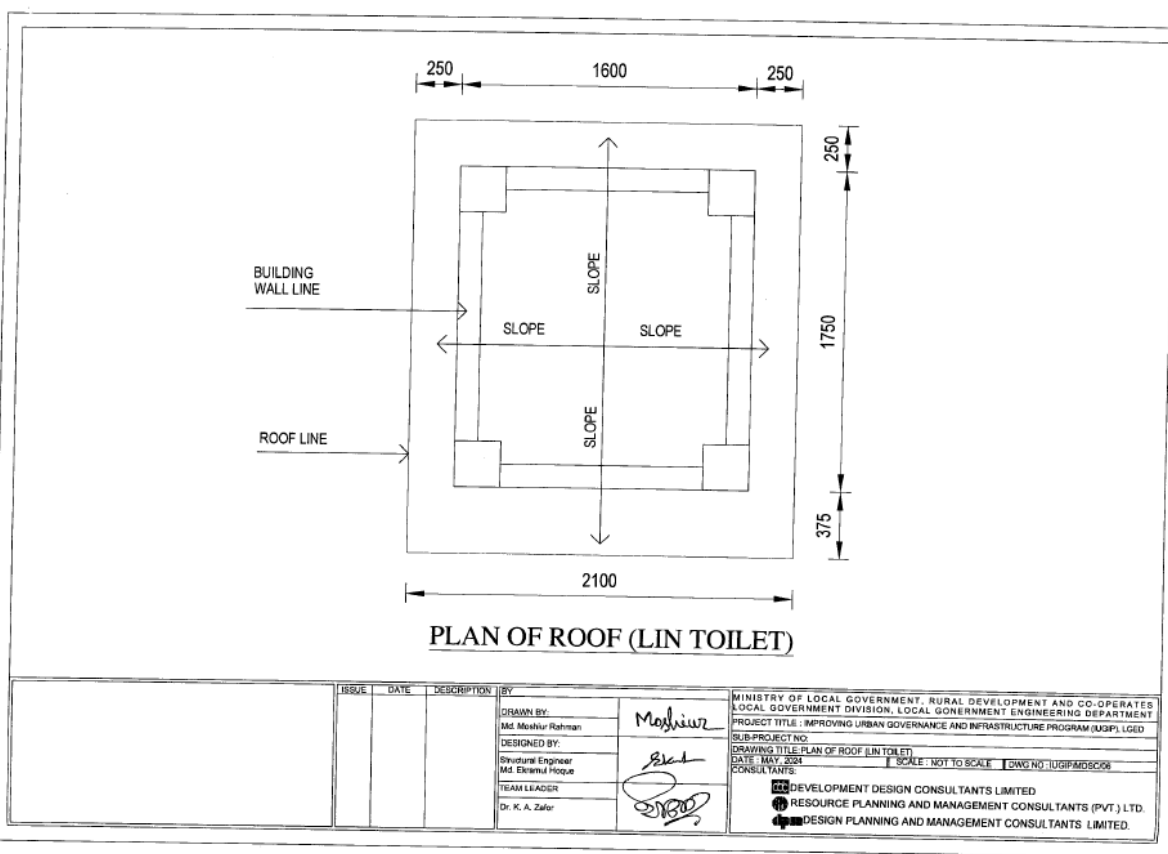 250 1600 250
250
SLOPE
BUILDING
WALL LINE
SLOPE SLOPE
1750
SLOPE
ROOF LINE
375
2100
PLAN OF ROOF (LIN TOILET)
ISSUE DATE DESCRIPTION BY
DRAWN BY:
Md. Moshiur Rahman
Moshiur
DESIGNED BY:
Structural Engineer
Md. Ekramul Hoque
TEAM LEADER
Dr. K. A. Zafor
MINISTRY OF LOCAL GOVERNMENT, RURAL DEVELOPMENT AND CO-OPERATES
LOCAL GOVERNMENT DIVISION, LOCAL GONERNMENT ENGINEERING DEPARTMENT
PROJECT TITLE : IMPROVING URBAN GOVERNANCE AND INFRASTRUCTURE PROGRAM (IUGIP), LGED
SUB-PROJECT NO:
DRAWING TITLE: PLAN OF ROOF (LIN TOILET)
DATE : MAY, 2024 SCALE : NOT TO SCALE DWG NO : IUGIP/MDSC/06
CONSULTANTS:
DEVELOPMENT DESIGN CONSULTANTS LIMITED
RESOURCE PLANNING AND MANAGEMENT CONSULTANTS (PVT.) LTD.
dpm DESIGN PLANNING AND MANAGEMENT CONSULTANTS LIMITED.